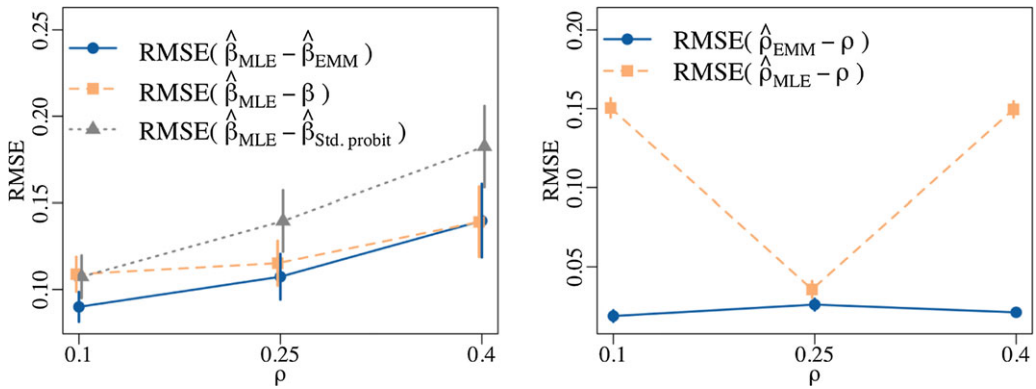 0.25
0.20
0.15
0.10
RMSE
RMSE( β̂MLE − β̂EMM )
RMSE( β̂MLE − β)
RMSE( β̂MLE − β̂Std. probit )
0.1 0.25 0.4
ρ
0.20
0.15
0.10
0.05
RMSE
RMSE( ρ̂EMM − ρ)
RMSE( ρ̂MLE − ρ)
0.1 0.25 0.4
ρ